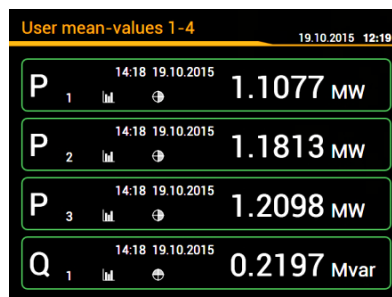 User mean-values 1-4
19.10.2015 12:19
14:18 19.10.2015
P 1 1.1077 MW
14:18 19.10.2015
P 2 1.1813 MW
14:18 19.10.2015
P 3 1.2098 MW
14:18 19.10.2015
Q 1 0.2197 Mvar